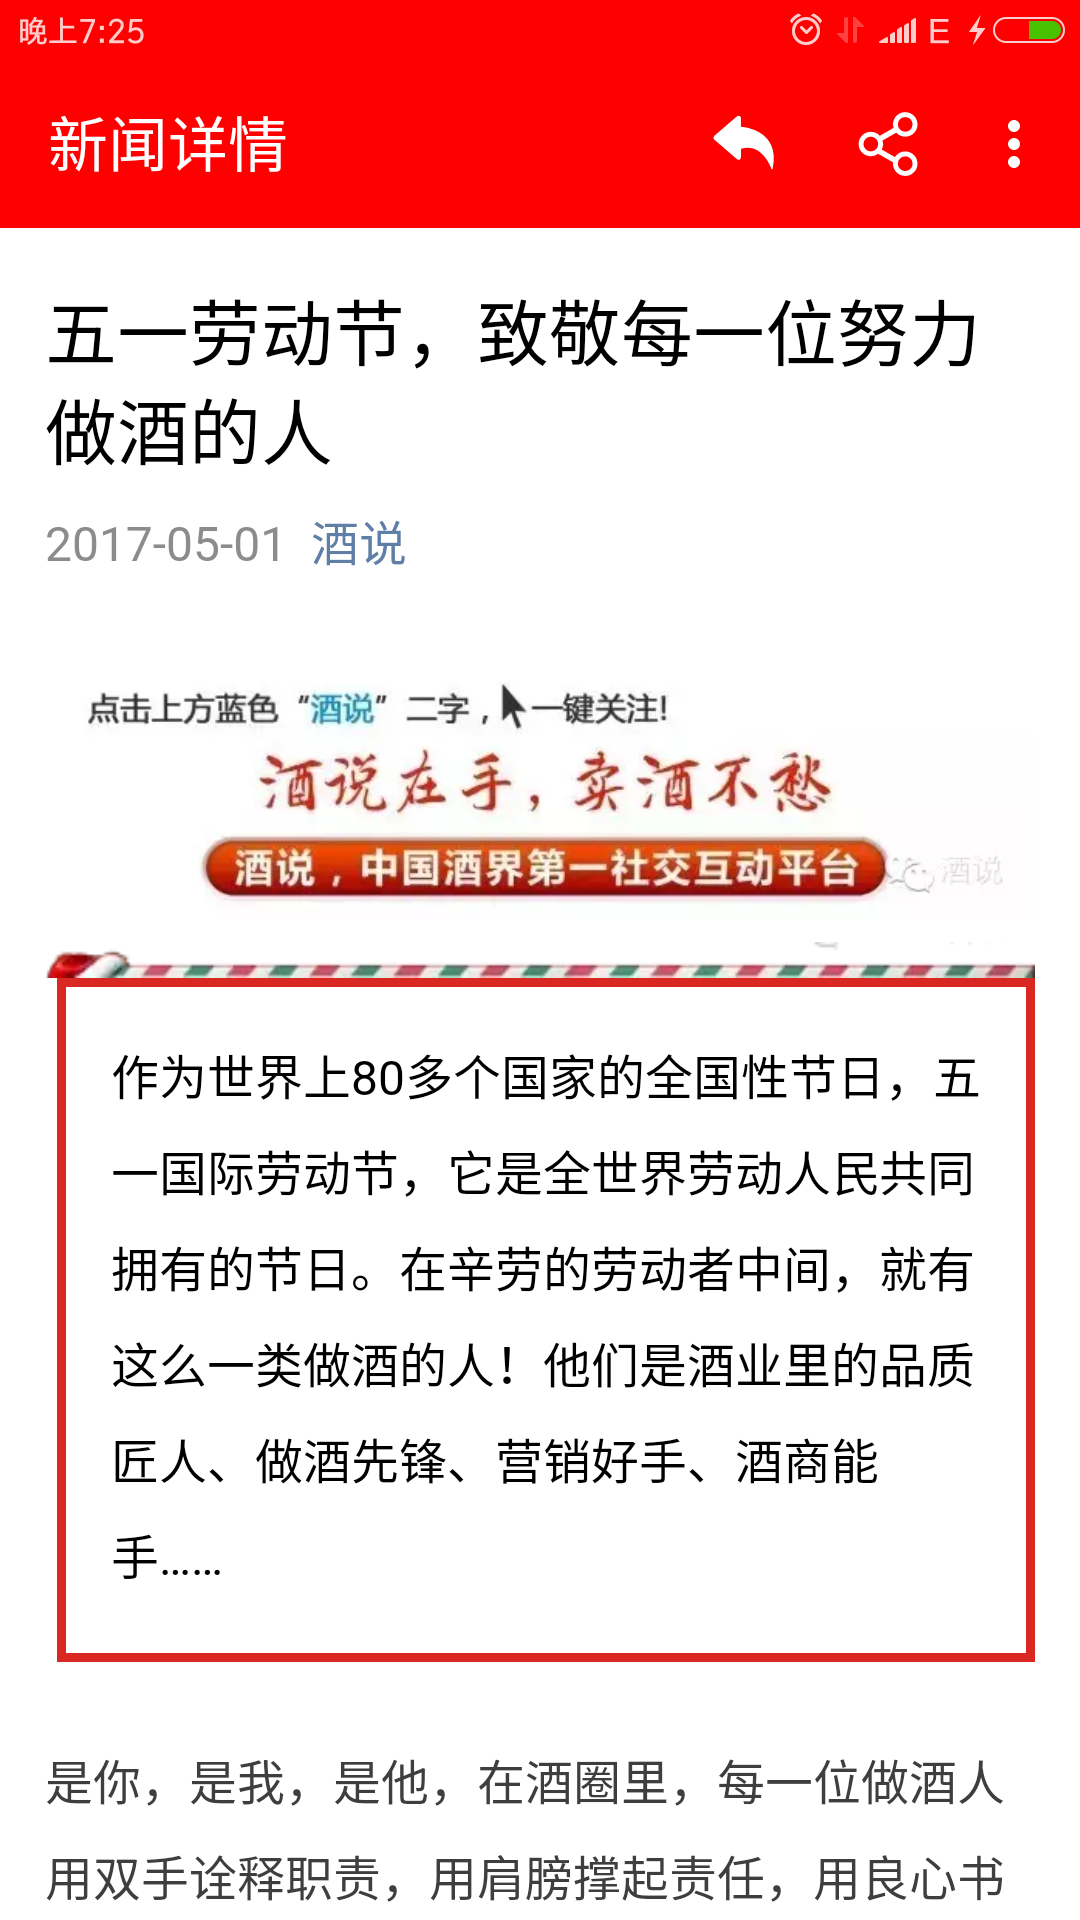 晚上7:25
E
新闻详情
五一劳动节，致敬每一位努力
做酒的人
2017-05-01 酒说
点击上方蓝色“酒说”二字，一键关注!
酒说在手，卖酒不愁
酒说，中国酒界第一社交互动平台
酒说
作为世界上80多个国家的全国性节日，五
一国际劳动节，它是全世界劳动人民共同
拥有的节日。在辛劳的劳动者中间，就有
这么一类做酒的人！他们是酒业里的品质
匠人、做酒先锋、营销好手、酒商能
手……
是你，是我，是他，在酒圈里，每一位做酒人
用双手诠释职责，用肩膀撑起责任，用良心书